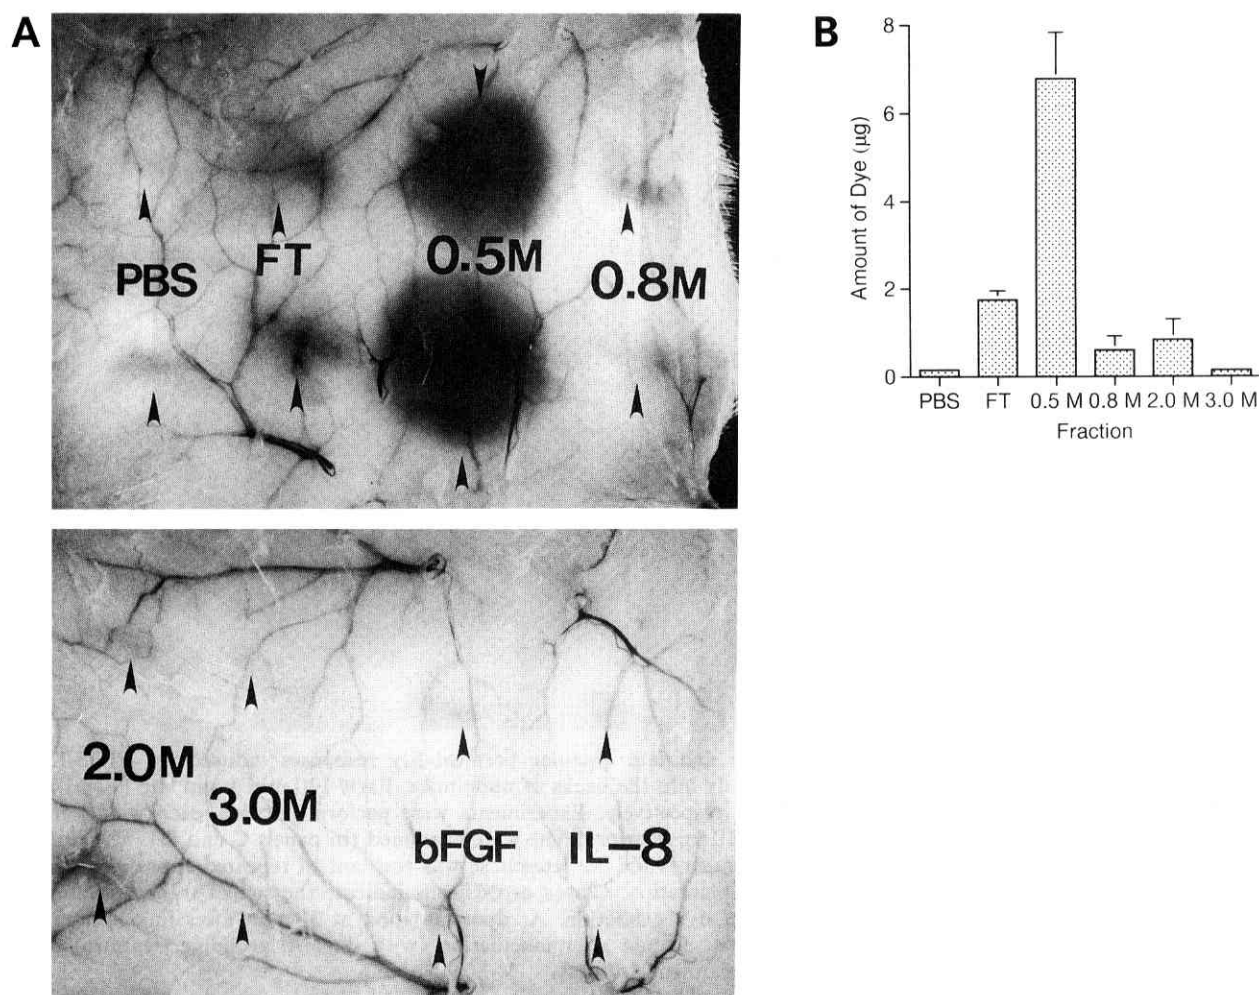 A
PBS
FT
0.5M
0.8M
2.0M
3.0M
bFGF
IL-8
B
Amount of Dye (μg)
8
6
4
2
0
PBS FT 0.5 M 0.8 M 2.0 M 3.0 M
Fraction